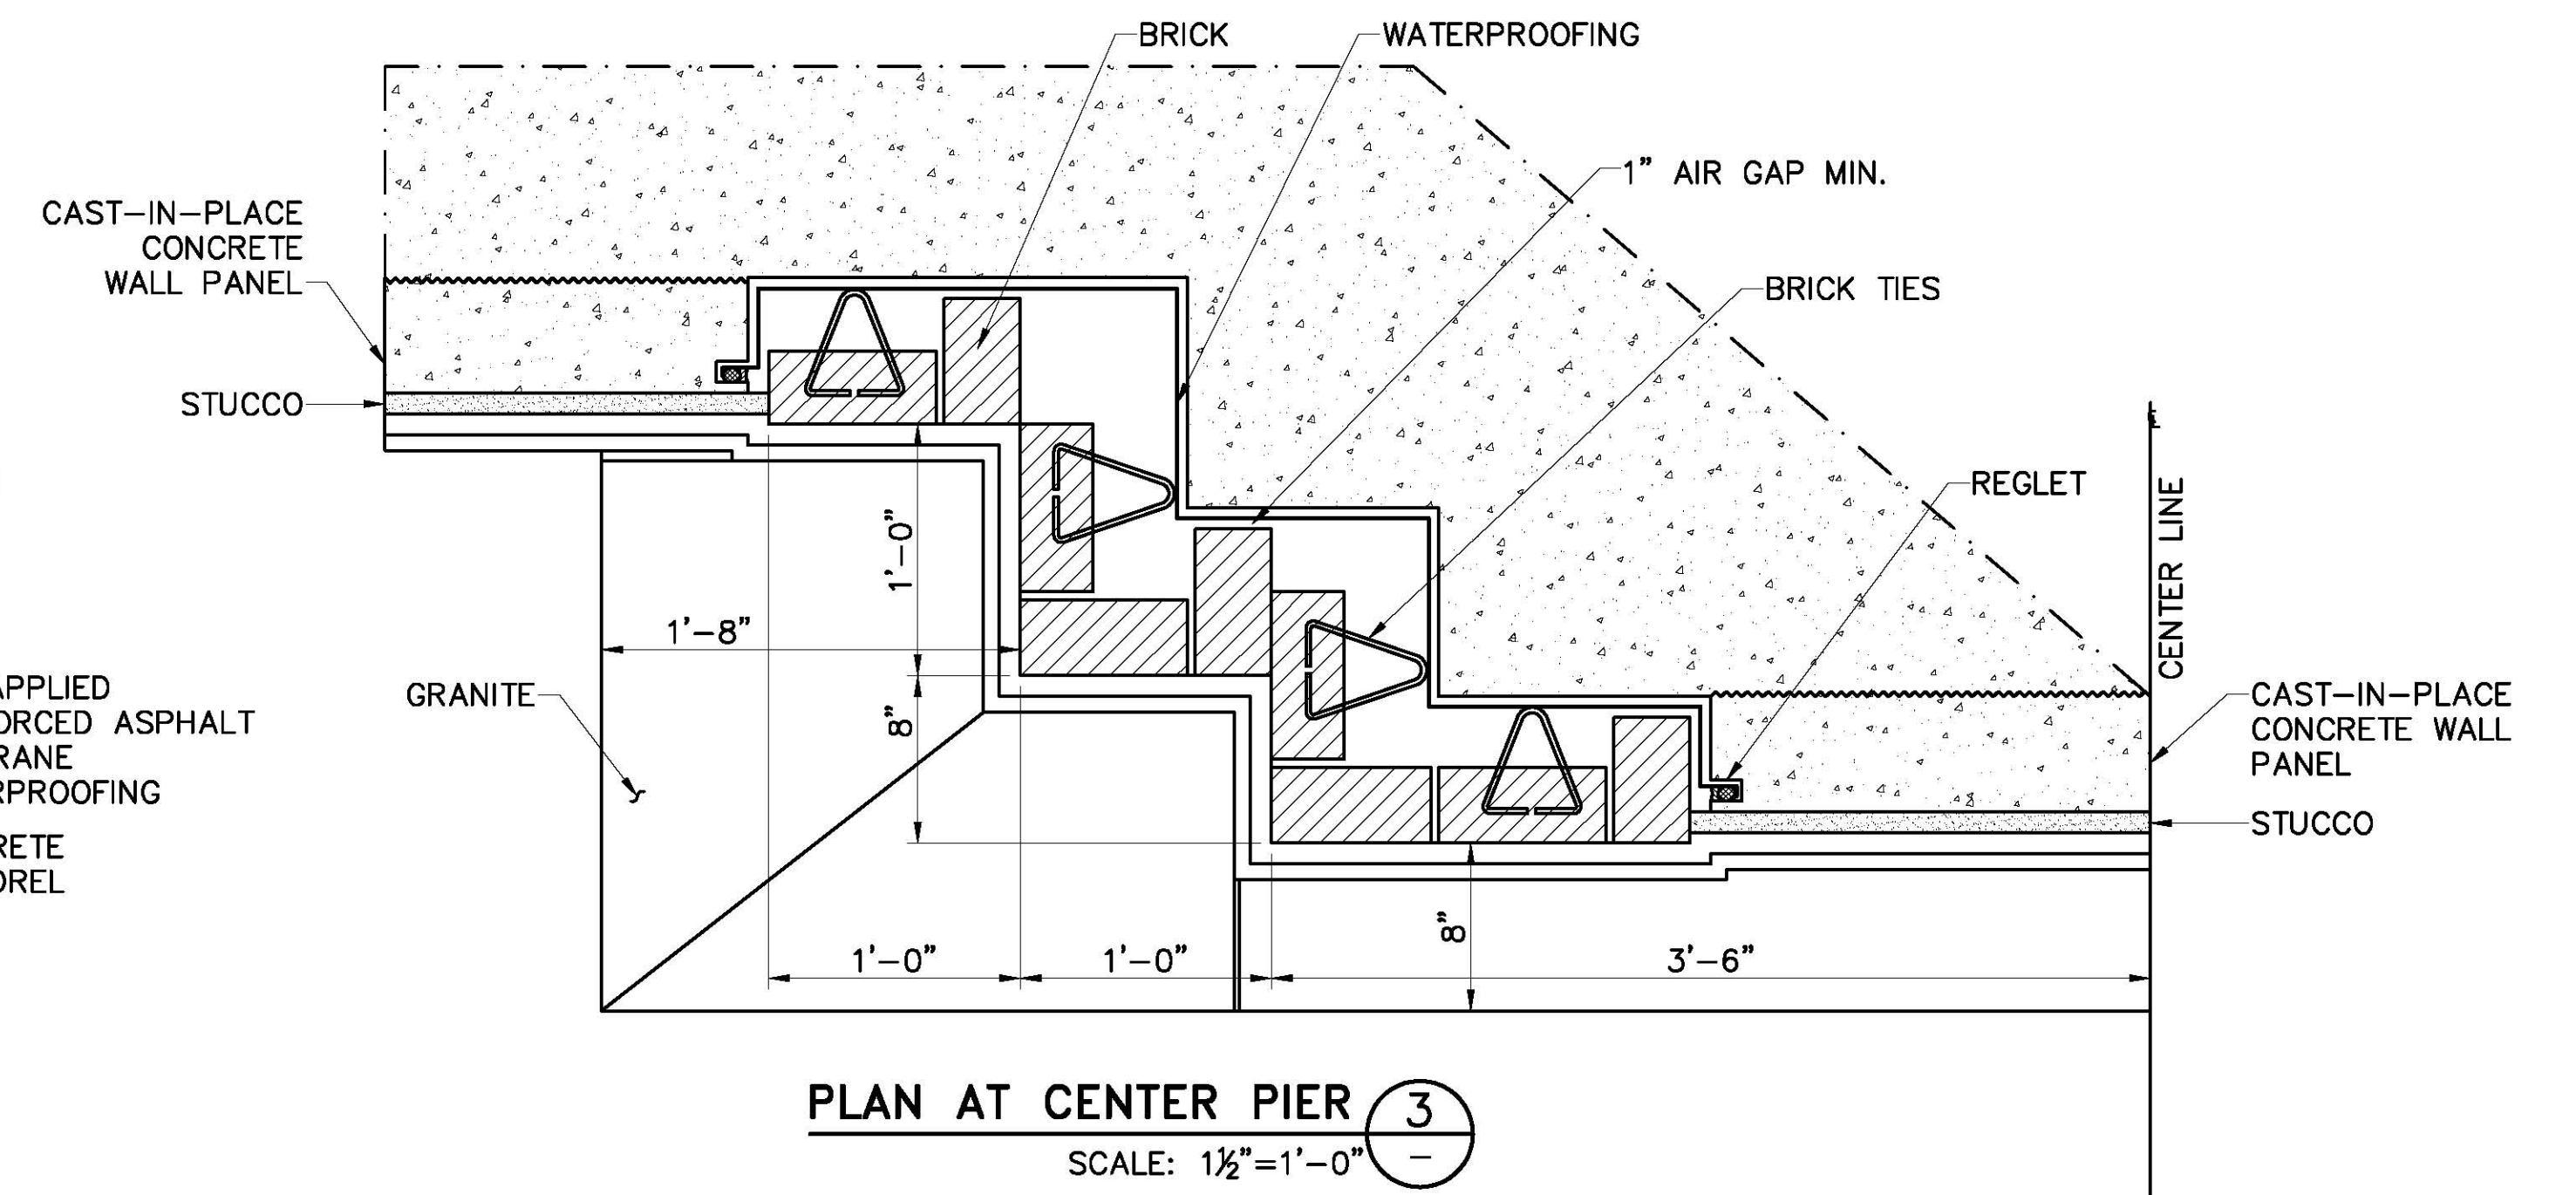 BRICK
WATERPROOFING
1" AIR GAP MIN.
CAST-IN-PLACE
CONCRETE
WALL PANEL
BRICK TIES
STUCCO
℄
REGLET
CENTER LINE
1'-0"
1'-8"
GRANITE
8"
APPLIED
ORCED ASPHALT
RANE
RPROOFING
RETE
DREL
CAST-IN-PLACE
CONCRETE WALL
PANEL
STUCCO
8"
1'-0"
1'-0"
3'-6"
PLAN AT CENTER PIER
3
-
SCALE: 1½"=1'-0"